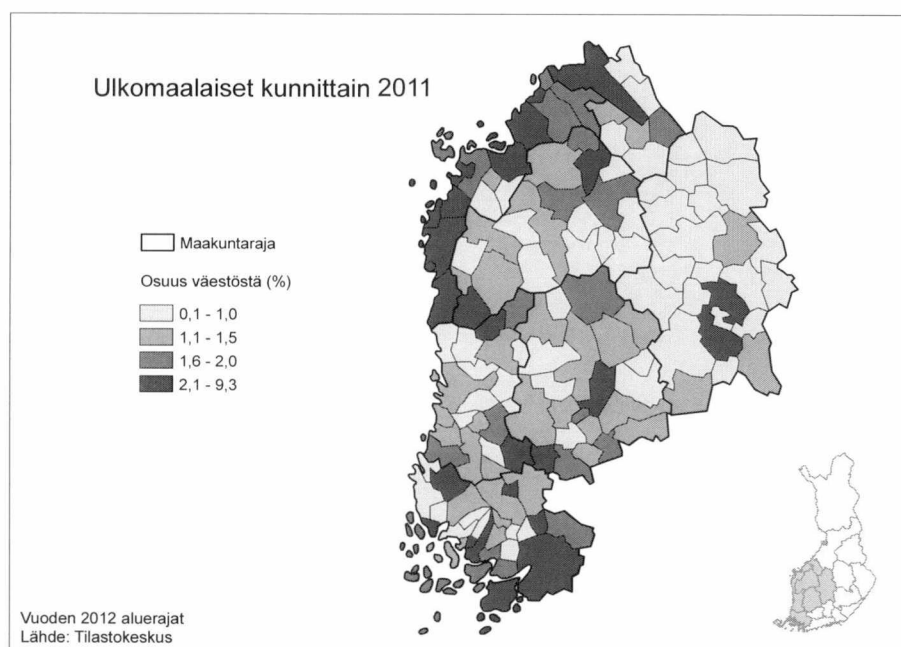 Ulkomaalaiset kunnittain 2011
Maakuntaraja
Osuus väestöstä (%)
0,1 - 1,0
1,1 - 1,5
1,6 - 2,0
2,1 - 9,3
Vuoden 2012 aluerajat
Lähde: Tilastokeskus